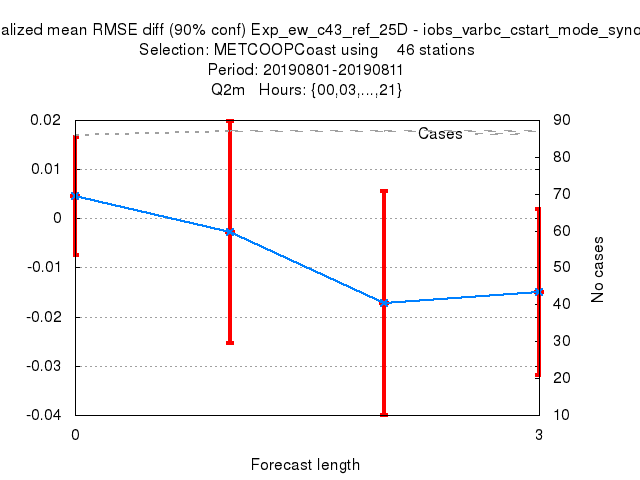 alized mean RMSE diff (90% conf) Exp_ew_c43_ref_25D - iobs_varbc_cstart_mode_syno
Selection: METCOOPCoast using 46 stations
Period: 20190801-20190811
Q2m Hours: {00,03,...,21}
0.02
0.01
0
-0.01
-0.02
-0.03
-0.04
Cases
90
80
70
60
50
40
30
20
10
No cases
0
3
Forecast length